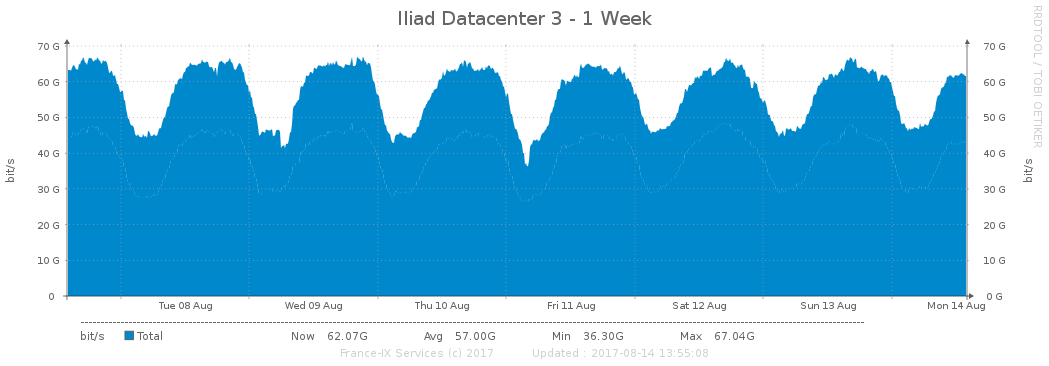 Iliad Datacenter 3 - 1 Week
RRDTOOL / TOBI OETIKER
70 G 70 G
60 G 60 G
50 G 50 G
40 G 40 G
30 G 30 G
20 G 20 G
10 G 10 G
0 0 G
bit/s bit/s
Tue 08 Aug Wed 09 Aug Thu 10 Aug Fri 11 Aug Sat 12 Aug Sun 13 Aug Mon 14 Aug
bit/s Total Now 62.07G Avg 57.00G Min 36.30G Max 67.04G
France-IX Services (c) 2017 Updated : 2017-08-14 13:55:08